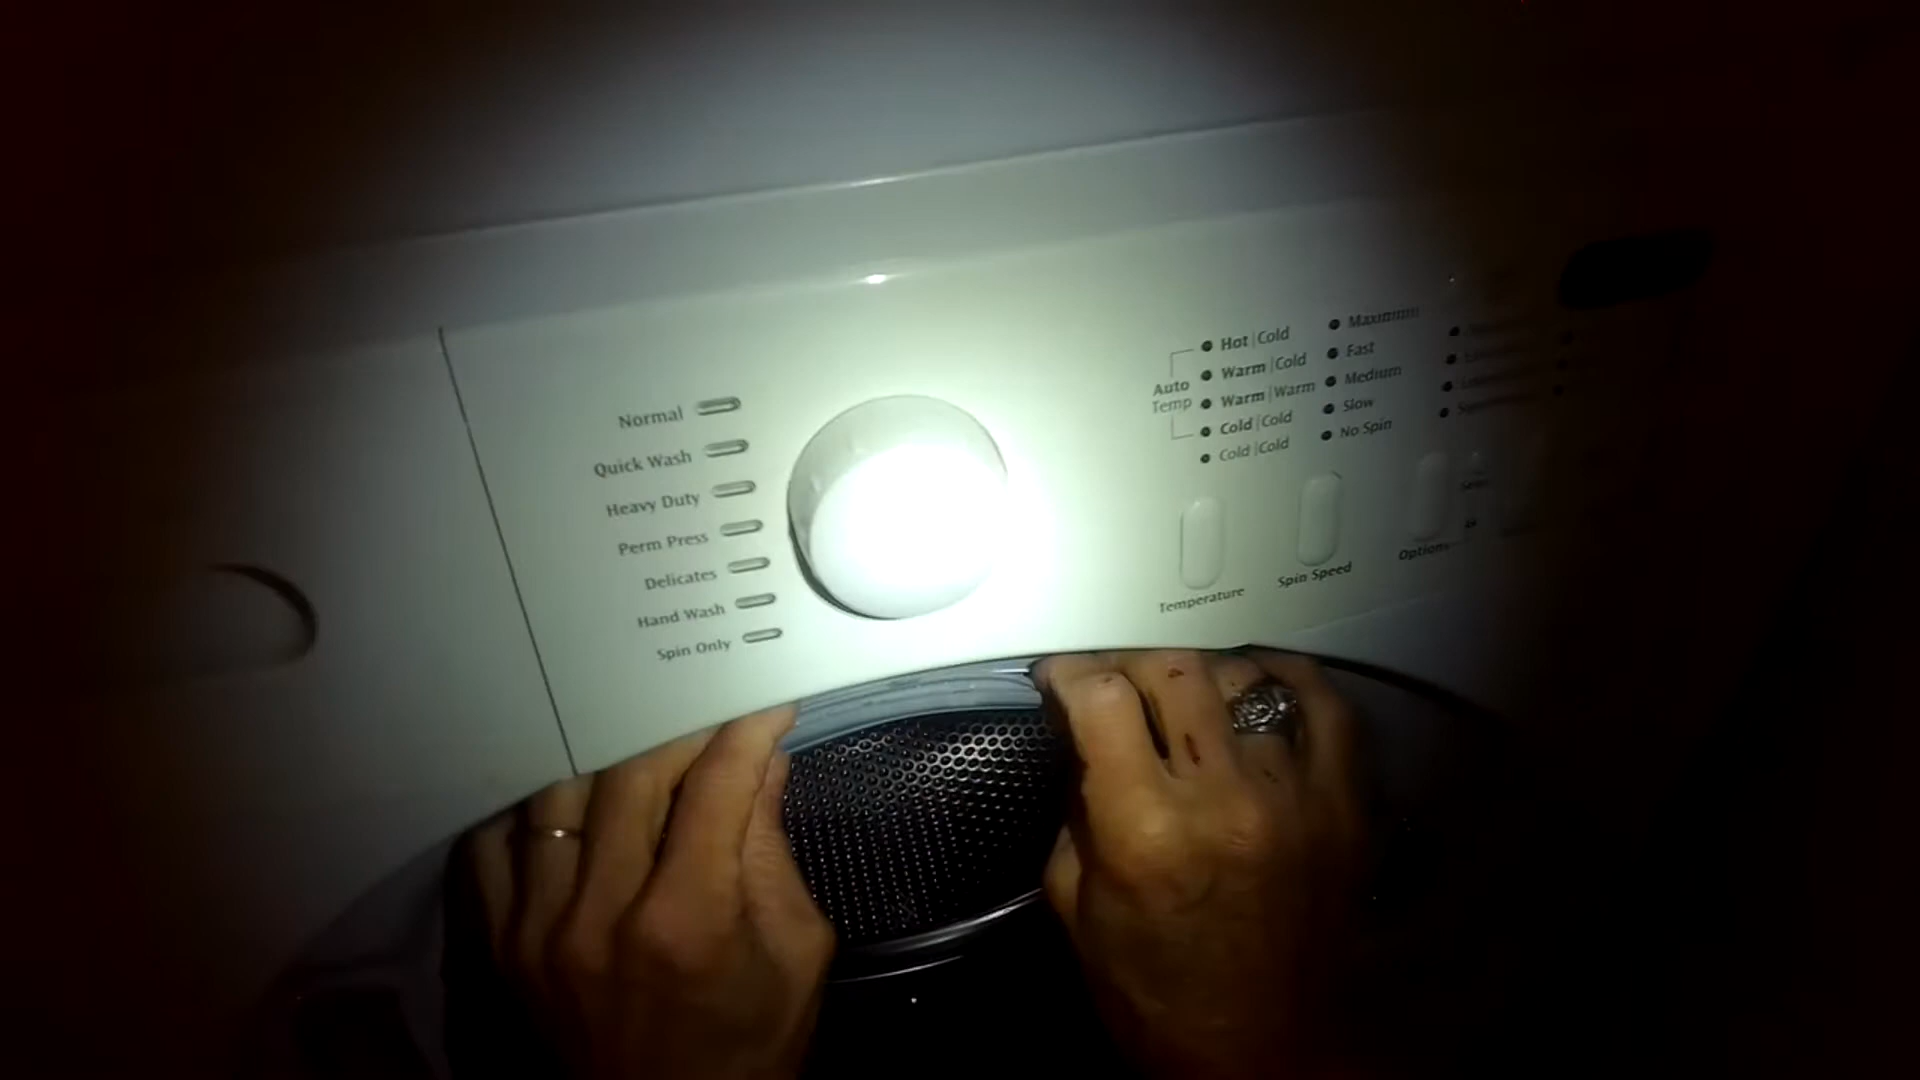 Normal
Quick Wash
Heavy Duty
Perm Press
Delicates
Hand Wash
Spin Only
Auto
Temp
Hot | Cold
Warm | Cold
Warm | Warm
Cold | Cold
Cold | Cold
Temperature
Maximum
Fast
Medium
Slow
No Spin
Spin Speed
Options